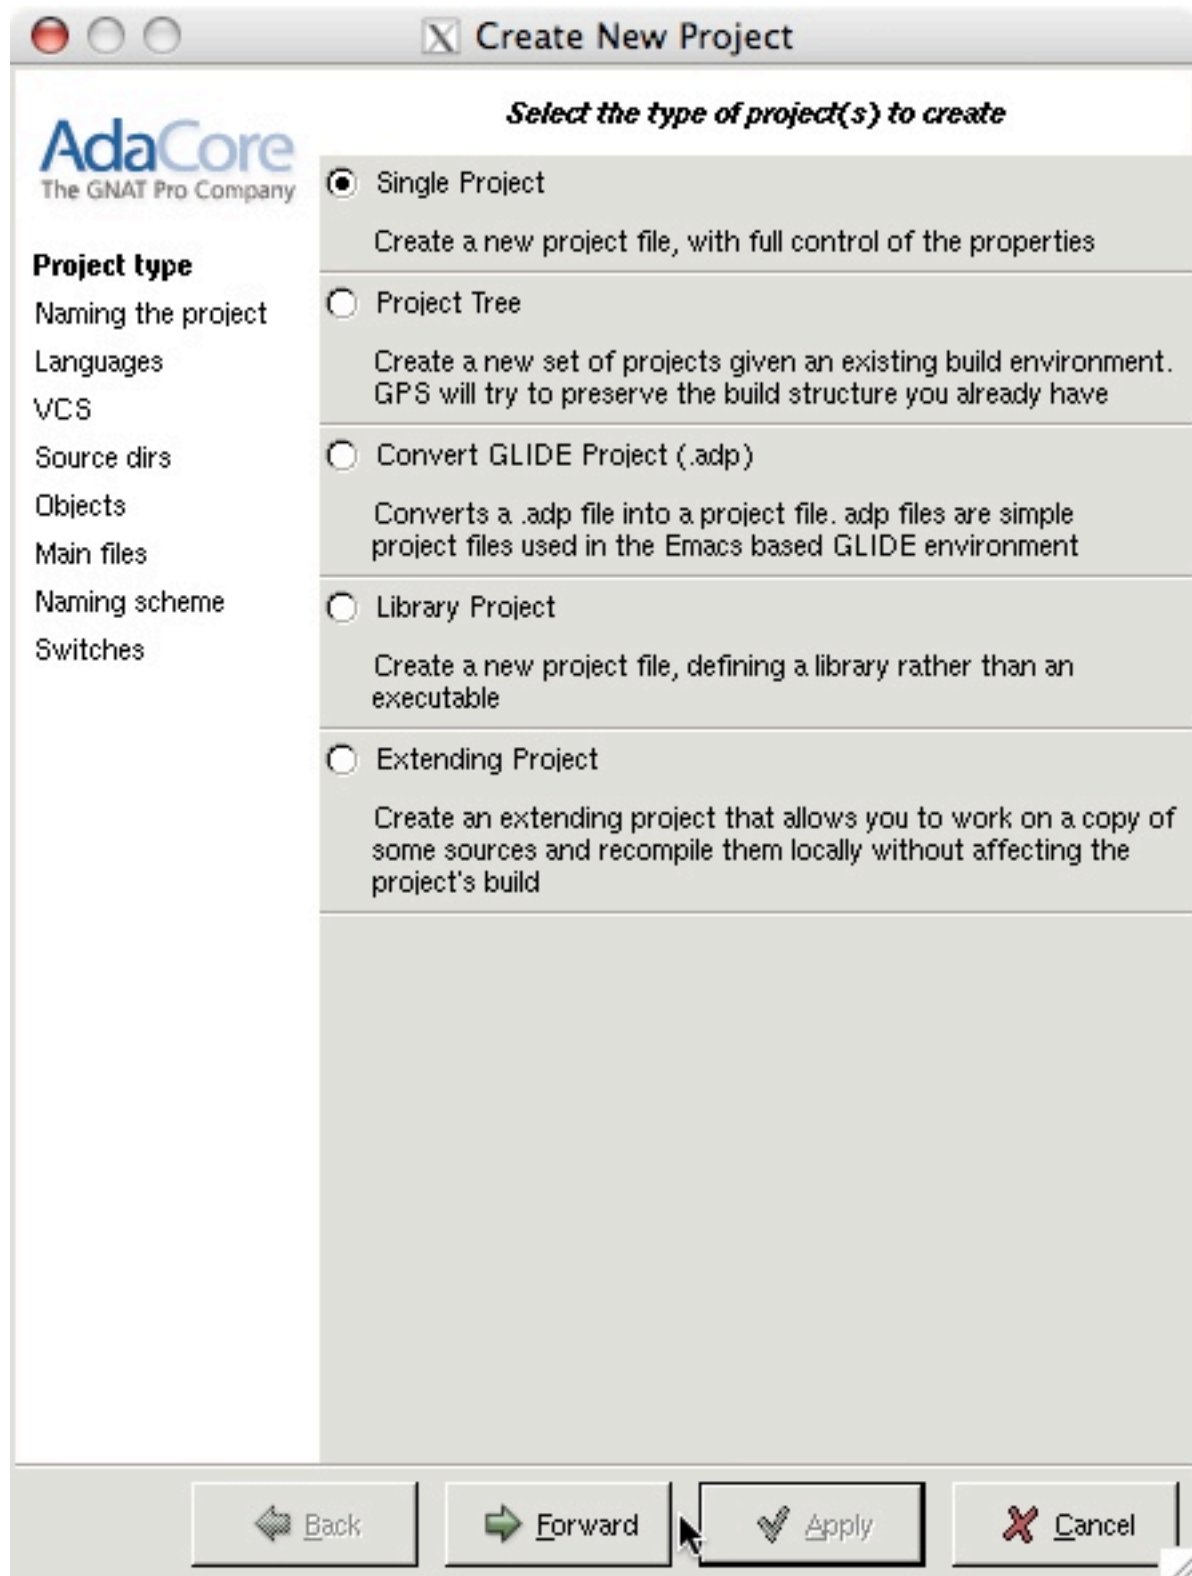 X Create New Project
AdaCore
The GNAT Pro Company
Project type
Naming the project
Languages
VCS
Source dirs
Objects
Main files
Naming scheme
Switches
Select the type of project(s) to create
Single Project
Create a new project file, with full control of the properties
Project Tree
Create a new set of projects given an existing build environment.
GPS will try to preserve the build structure you already have
Convert GLIDE Project (.adp)
Converts a .adp file into a project file. adp files are simple
project files used in the Emacs based GLIDE environment
Library Project
Create a new project file, defining a library rather than an
executable
Extending Project
Create an extending project that allows you to work on a copy of
some sources and recompile them locally without affecting the
project's build
Back
Forward
Apply
Cancel